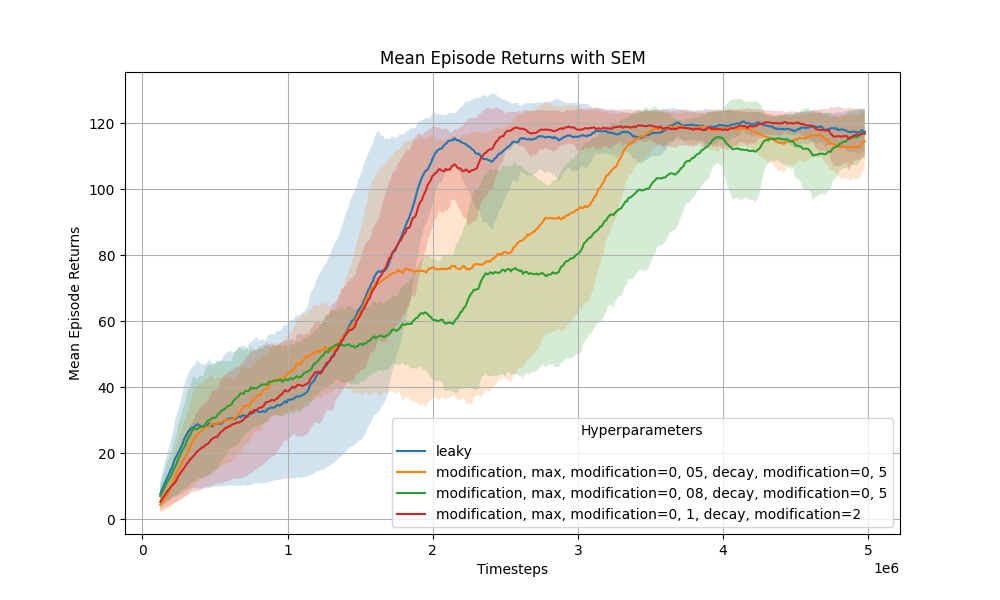 Mean Episode Returns with SEM
Mean Episode Returns
120
100
80
60
40
20
0
0
1
2
3
4
5
1e6
Timesteps
Hyperparameters
leaky
modification, max, modification=0, 05, decay, modification=0, 5
modification, max, modification=0, 08, decay, modification=0, 5
modification, max, modification=0, 1, decay, modification=2